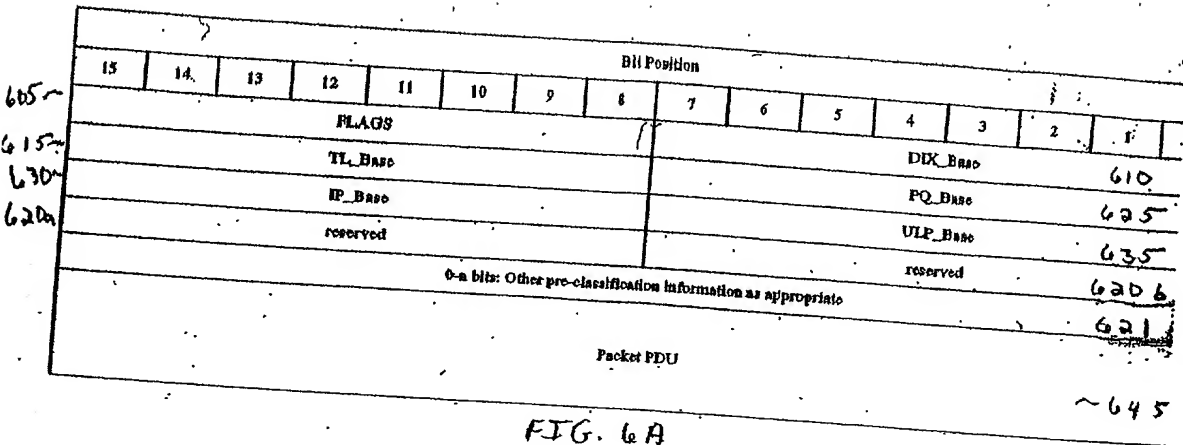 Bit Position
15 14 13 12 11 10 9 8 7 6 5 4 3 2 1
605 FLAGS DIX_Base 610
615 TL_Base PQ_Base 625
630 IP_Base ULP_Base 635
620a reserved reserved 620b
0-n bits: Other pre-classification information as appropriate 621
Packet PDU ~645
FIG. 6A